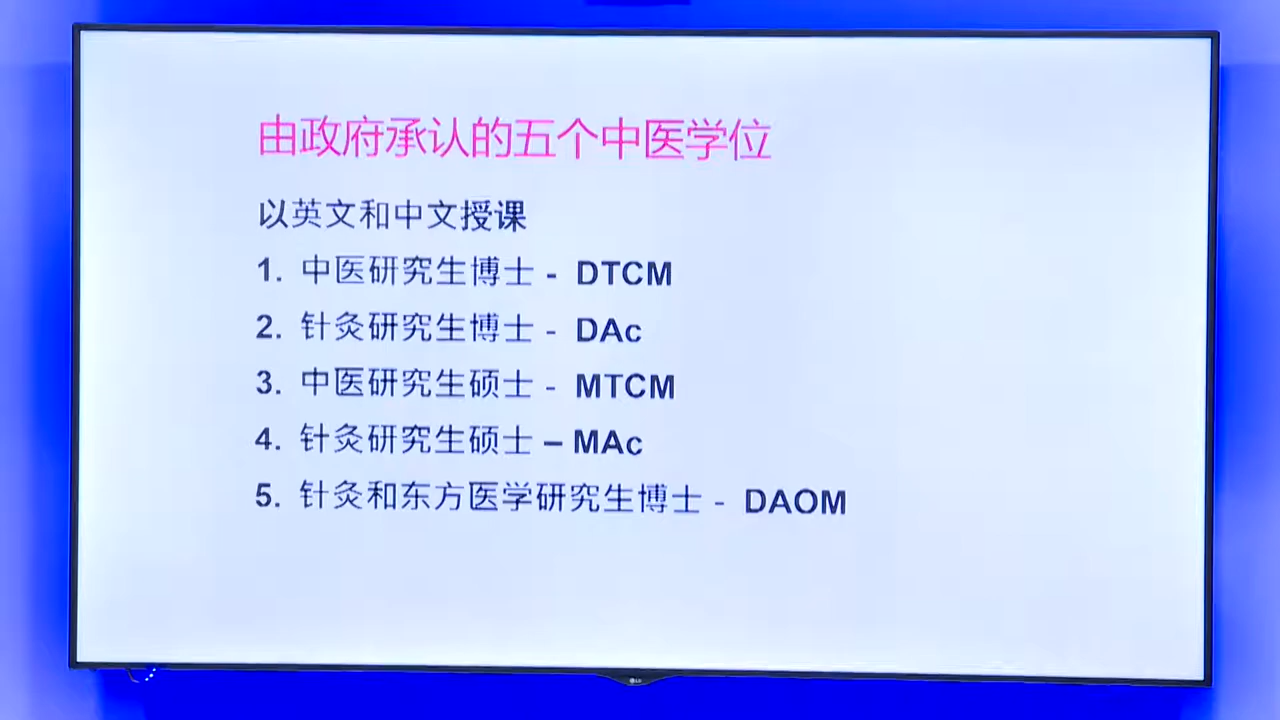 由政府承认的五个中医学位
以英文和中文授课
1. 中医研究生博士 - DTCM
2. 针灸研究生博士 - DAc
3. 中医研究生硕士 - MTCM
4. 针灸研究生硕士 – MAc
5. 针灸和东方医学研究生博士 - DAOM
LG